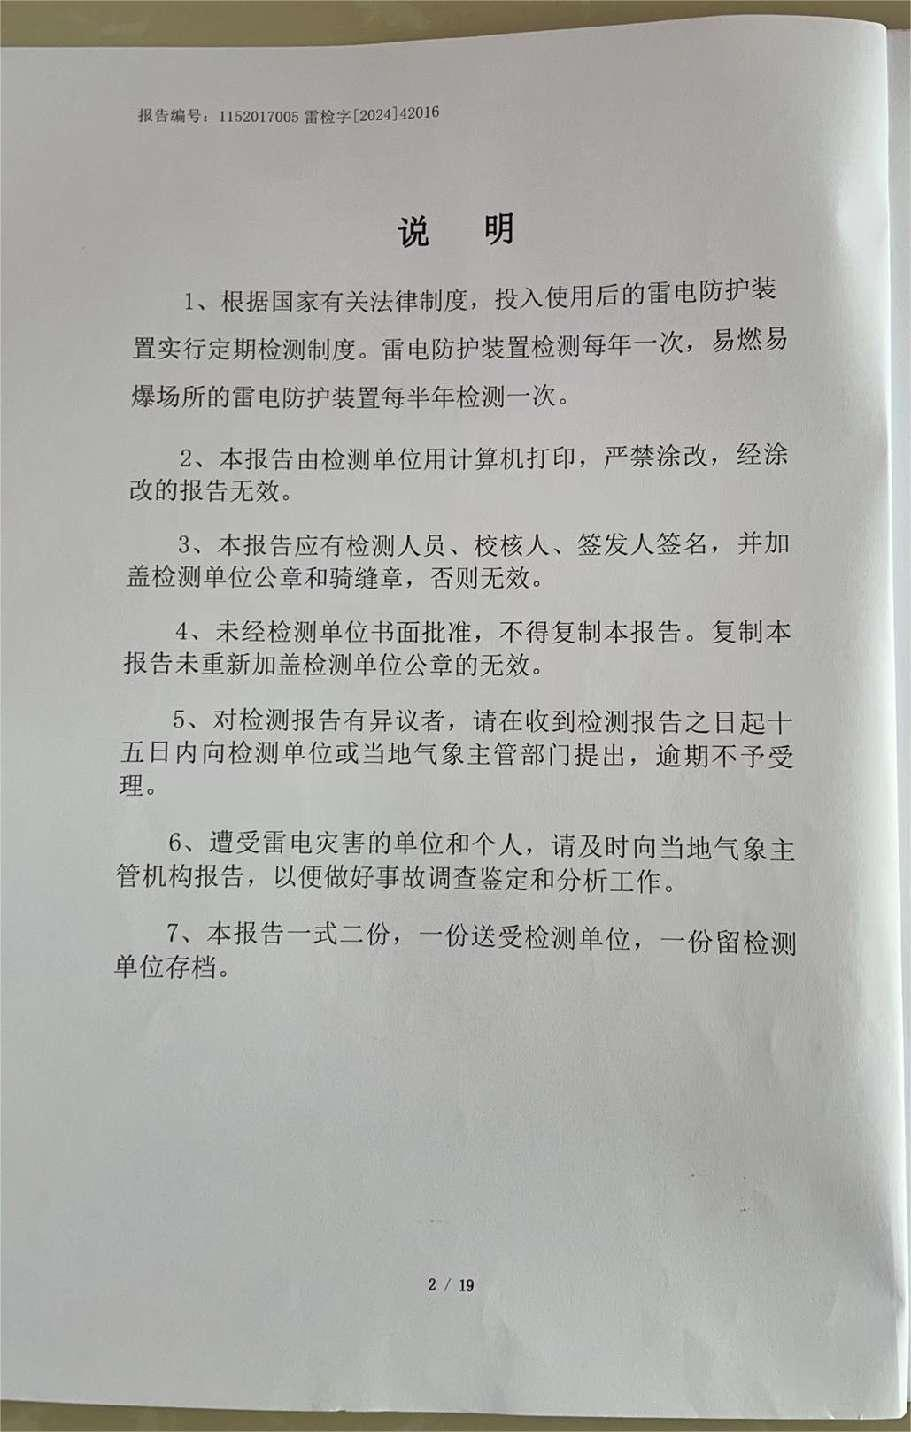 报告编号：1152017005 雷检字[2024]42016
说 明
1、根据国家有关法律制度，投入使用后的雷电防护装
置实行定期检测制度。雷电防护装置检测每年一次，易燃易
爆场所的雷电防护装置每半年检测一次。
2、本报告由检测单位用计算机打印，严禁涂改，经涂
改的报告无效。
3、本报告应有检测人员、校核人、签发人签名，并加
盖检测单位公章和骑缝章，否则无效。
4、未经检测单位书面批准，不得复制本报告。复制本
报告未重新加盖检测单位公章的无效。
5、对检测报告有异议者，请在收到检测报告之日起十
五日内向检测单位或当地气象主管部门提出，逾期不予受
理。
6、遭受雷电灾害的单位和个人，请及时向当地气象主
管机构报告，以便做好事故调查鉴定和分析工作。
7、本报告一式二份，一份送受检测单位，一份留检测
单位存档。
2 / 19